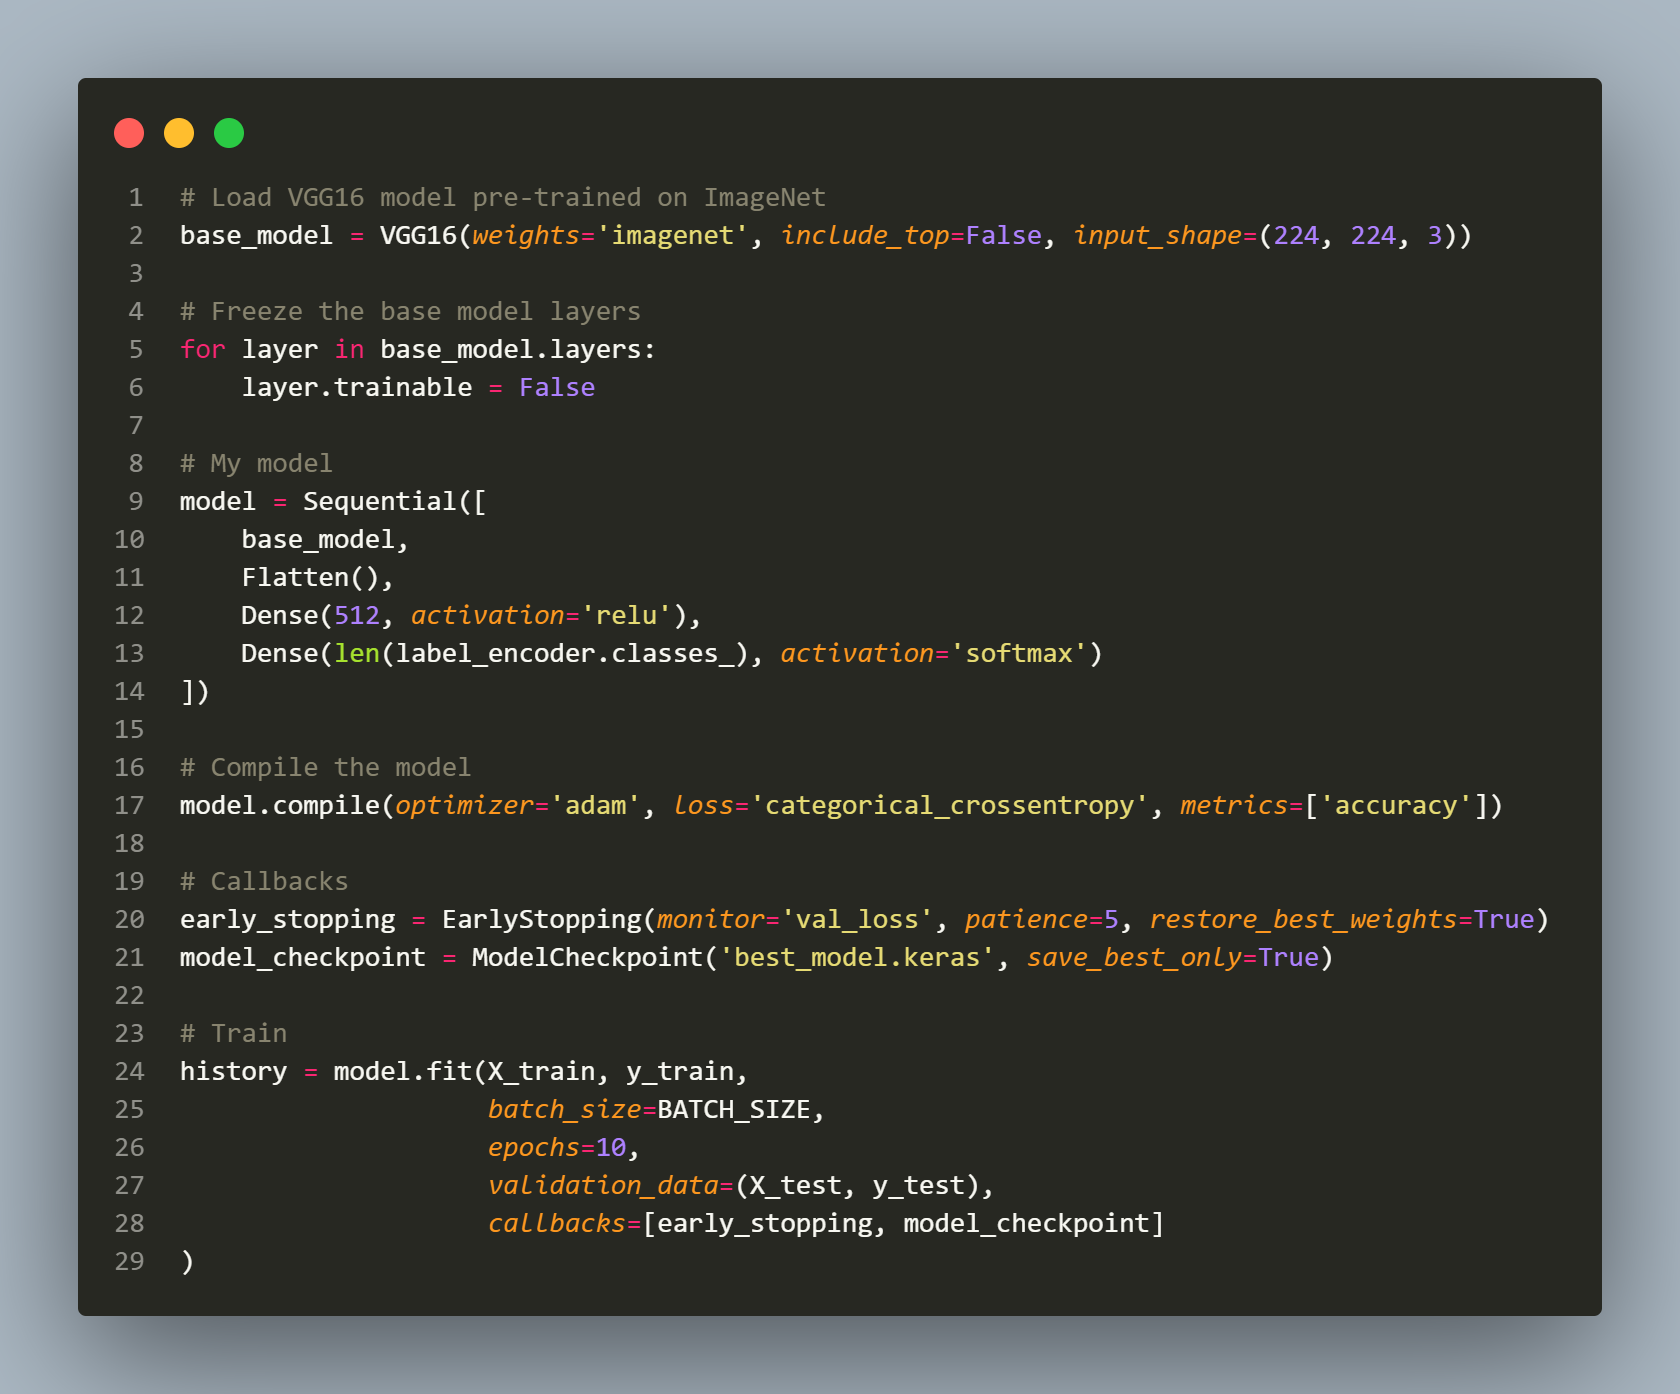 1 # Load VGG16 model pre-trained on ImageNet
2 base_model = VGG16(weights='imagenet', include_top=False, input_shape=(224, 224, 3))
3
4 # Freeze the base model layers
5 for layer in base_model.layers:
6     layer.trainable = False
7
8 # My model
9 model = Sequential([
10     base_model,
11     Flatten(),
12     Dense(512, activation='relu'),
13     Dense(len(label_encoder.classes_), activation='softmax')
14 ])
15
16 # Compile the model
17 model.compile(optimizer='adam', loss='categorical_crossentropy', metrics=['accuracy'])
18
19 # Callbacks
20 early_stopping = EarlyStopping(monitor='val_loss', patience=5, restore_best_weights=True)
21 model_checkpoint = ModelCheckpoint('best_model.keras', save_best_only=True)
22
23 # Train
24 history = model.fit(X_train, y_train,
25                     batch_size=BATCH_SIZE,
26                     epochs=10,
27                     validation_data=(X_test, y_test),
28                     callbacks=[early_stopping, model_checkpoint]
29 )